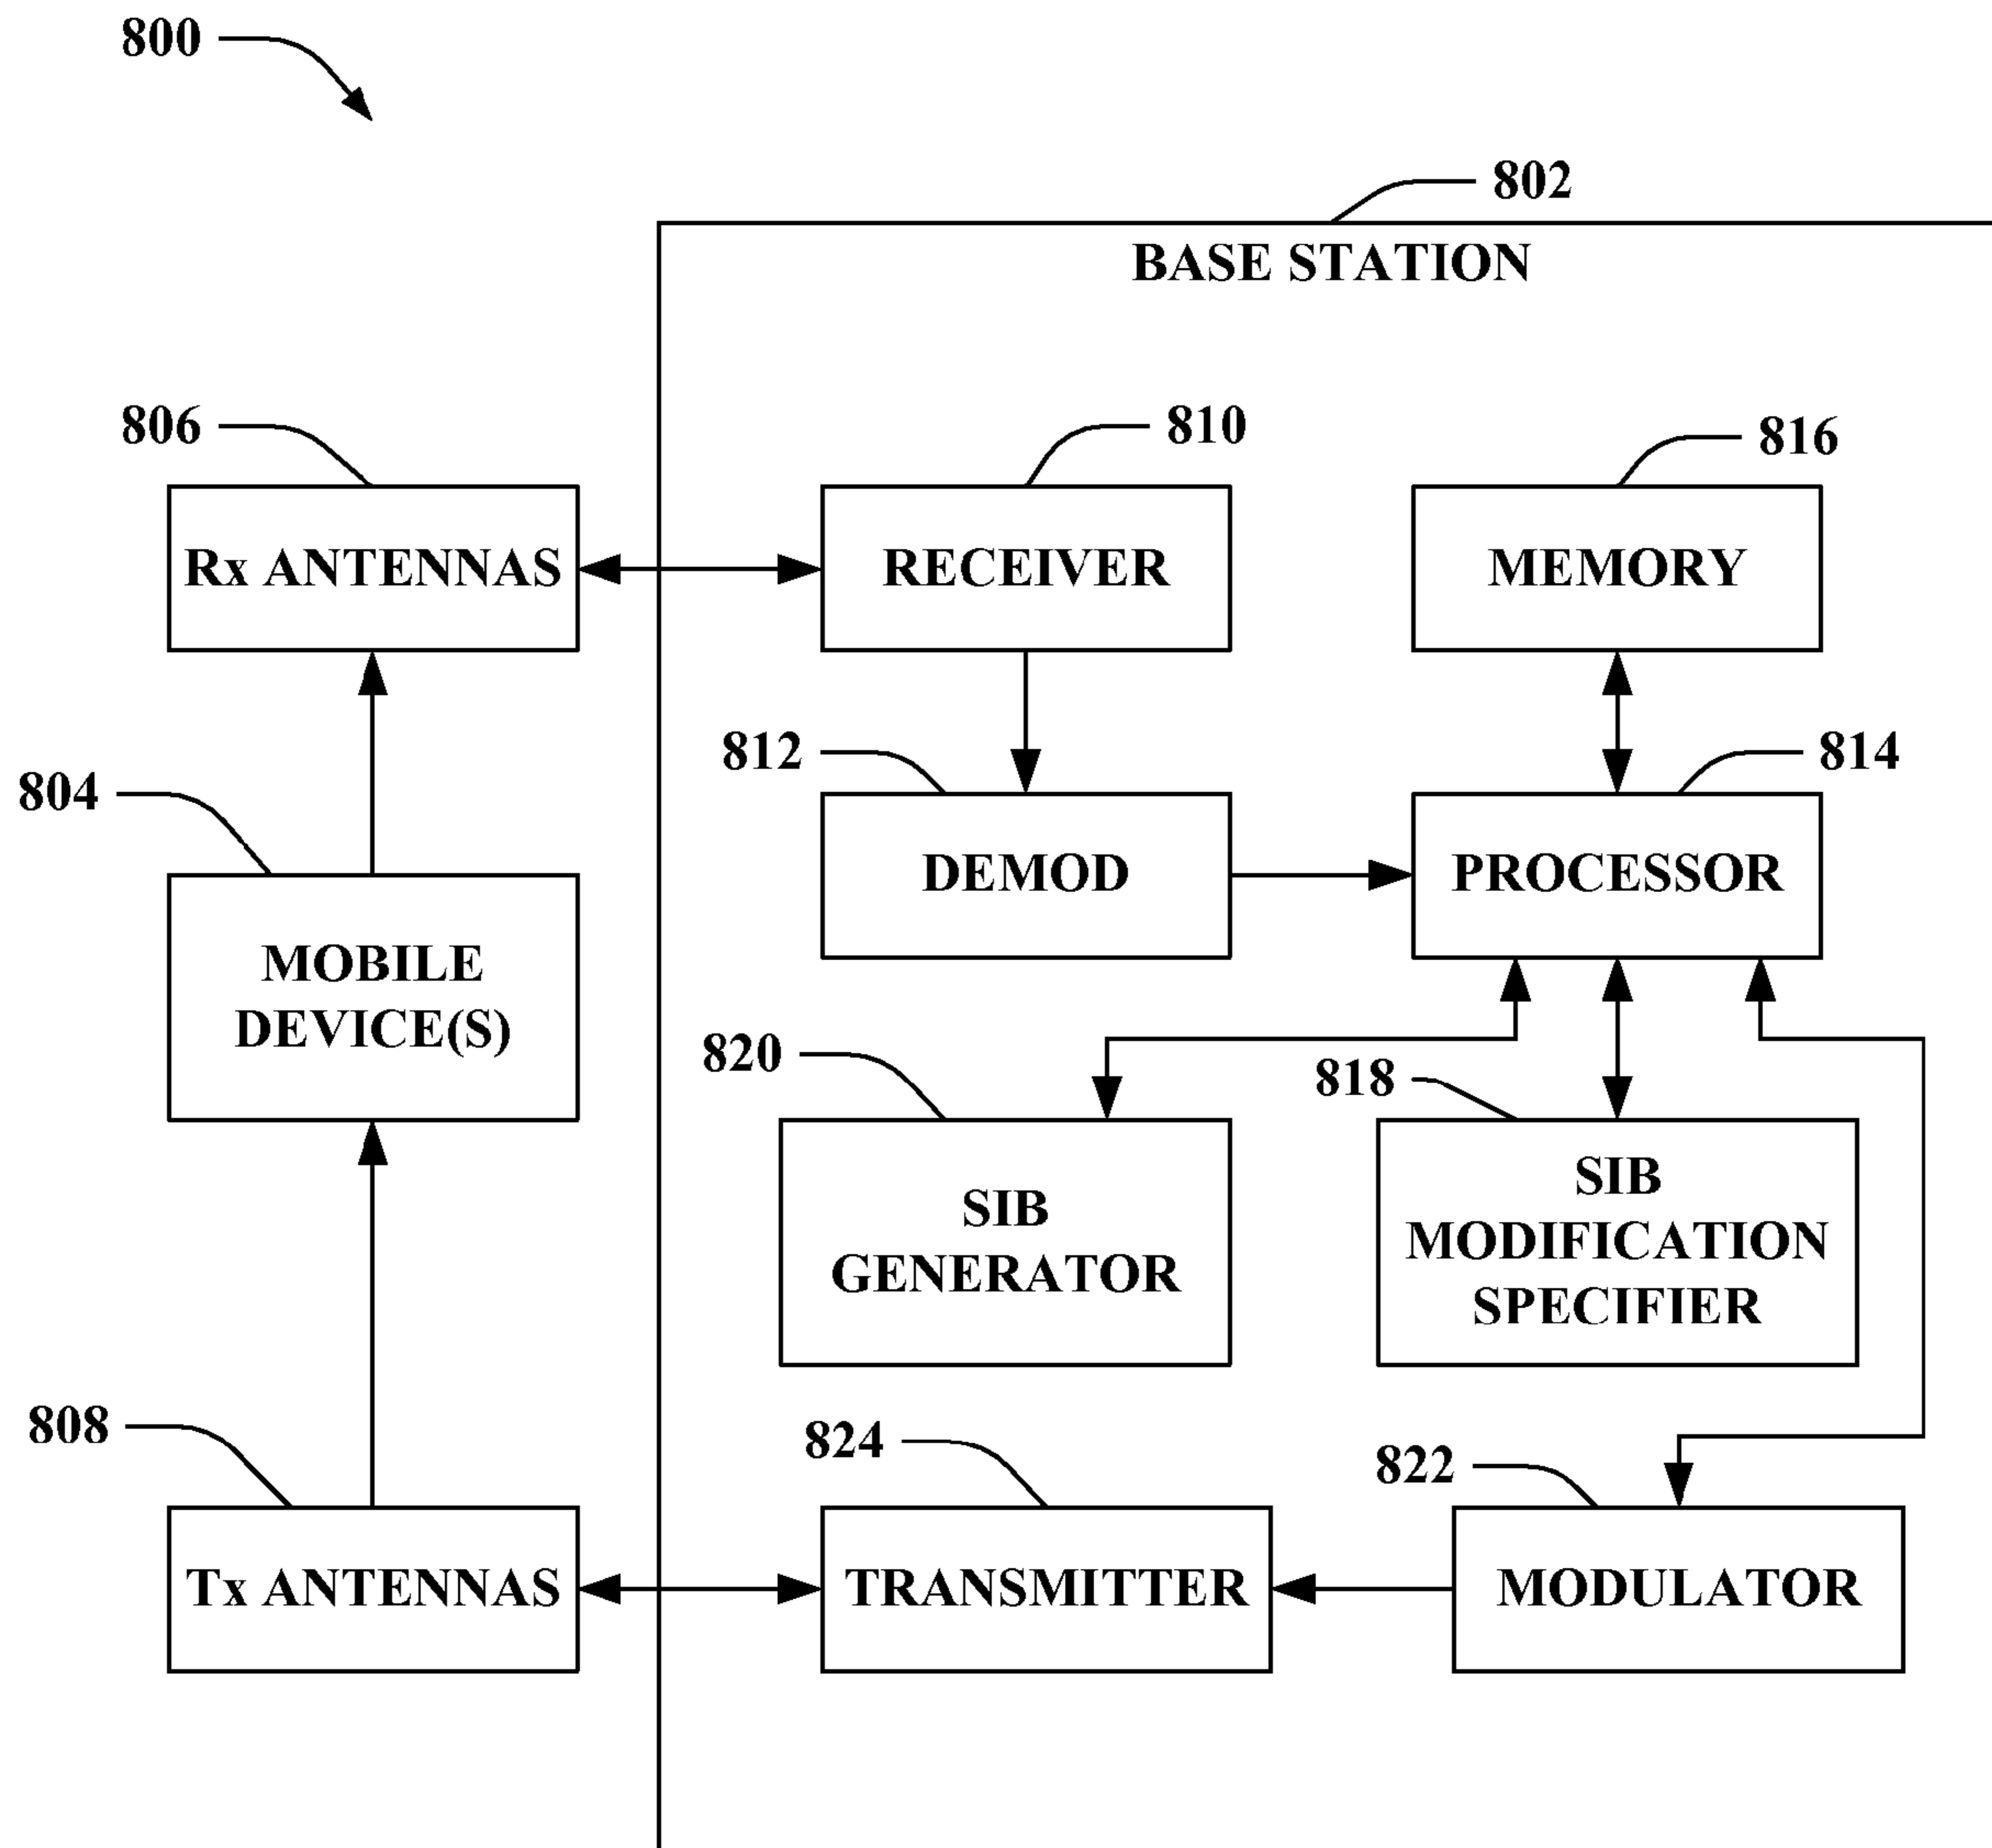 800
802
BASE STATION
806
810
816
Rx ANTENNAS
RECEIVER
MEMORY
812
814
804
DEMOD
PROCESSOR
MOBILE
DEVICE(S)
820
818
SIB
GENERATOR
SIB
MODIFICATION
SPECIFIER
808
824
822
Tx ANTENNAS
TRANSMITTER
MODULATOR